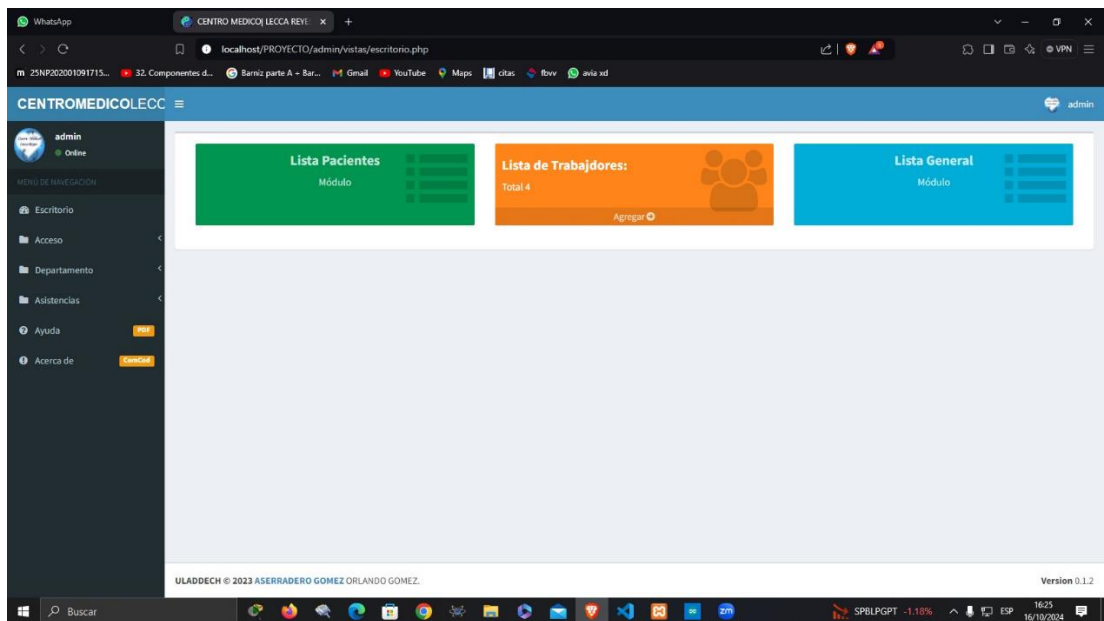 WhatsApp
CENTRO MEDICO| LECCA REYE
localhost/PROYECTO/admin/vistas/escritorio.php
VPN
25NP202001091715...
32. Componentes d...
Barniz parte A + Bar...
Gmail
YouTube
Maps
citas
fbvv
avia xd
CENTROMEDICOLECC
admin
admin
Online
MENÚ DE NAVEGACIÓN
Escritorio
Acceso
Departamento
Asistencias
Ayuda
PDF
Acerca de
ComCod
Lista Pacientes
Módulo
Lista de Trabajdores:
Total 4
Agregar
Lista General
Módulo
ULADDECH © 2023 ASERRADERO GOMEZ ORLANDO GOMEZ.
Version 0.1.2
Buscar
SPBLPGPT -1.18%
ESP
16:25
16/10/2024